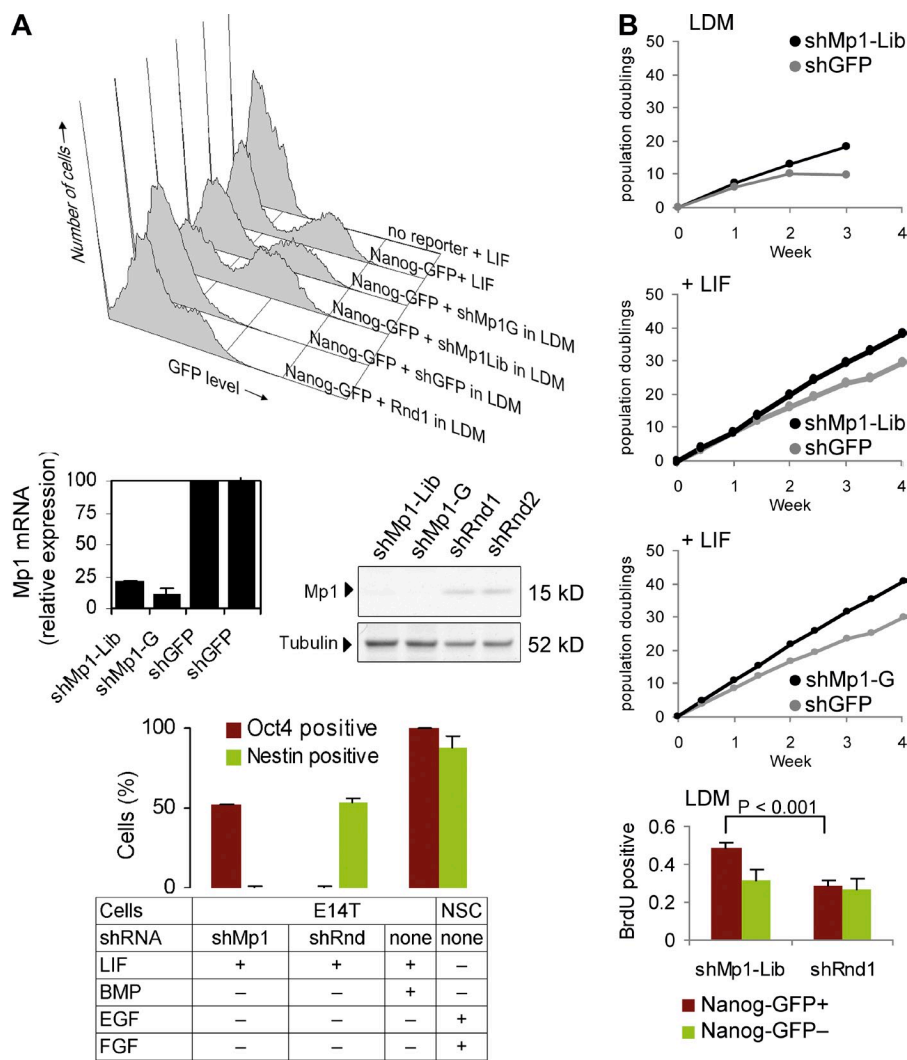 A
Number of cells →
GFP level →
no reporter + LIF
Nanog-GFP+ LIF
Nanog-GFP + shMp1G in LDM
Nanog-GFP + shMp1Lib in LDM
Nanog-GFP + shGFP in LDM
Nanog-GFP + Rnd1 in LDM
Mp1 mRNA
(relative expression)
100
75
50
25
0
shMp1-Lib
shMp1-G
shGFP
shGFP
shMp1-Lib
shMp1-G
shRnd1
shRnd2
Mp1 15 kD
Tubulin 52 kD
Oct4 positive
Nestin positive
Cells (%)
100
50
0
Cells E14T NSC
shRNA shMp1 shRnd none none
LIF + + + –
BMP – – + –
EGF – – – +
FGF – – – +
B
LDM
shMp1-Lib
shGFP
population doublings
50
40
30
20
10
0
0 1 2 3 4
Week
+ LIF
population doublings
50
40
30
20
10
0
shMp1-Lib
shGFP
0 1 2 3 4
Week
+ LIF
population doublings
50
40
30
20
10
0
shMp1-G
shGFP
0 1 2 3 4
Week
LDM
P < 0.001
BrdU positive
0.6
0.4
0.2
0
shMp1-Lib shRnd1
Nanog-GFP+
Nanog-GFP–